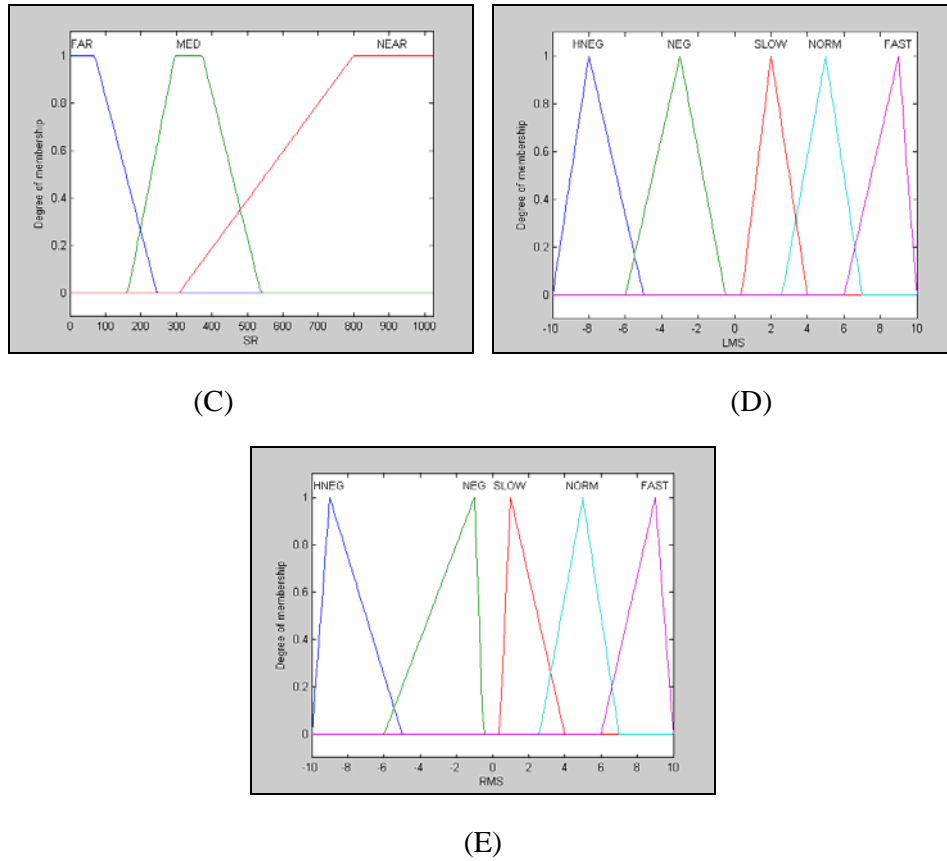 FAR MED NEAR
1
0.8
0.6
0.4
0.2
0
Degree of membership
0 100 200 300 400 500 600 700 800 900 1000
SR
(C)
HNEG NEG SLOW NORM FAST
1
0.8
0.6
0.4
0.2
0
Degree of membership
-10 -8 -6 -4 -2 0 2 4 6 8 10
LMS
(D)
HNEG NEG SLOW NORM FAST
1
0.8
0.6
0.4
0.2
0
Degree of membership
-10 -8 -6 -4 -2 0 2 4 6 8 10
RMS
(E)